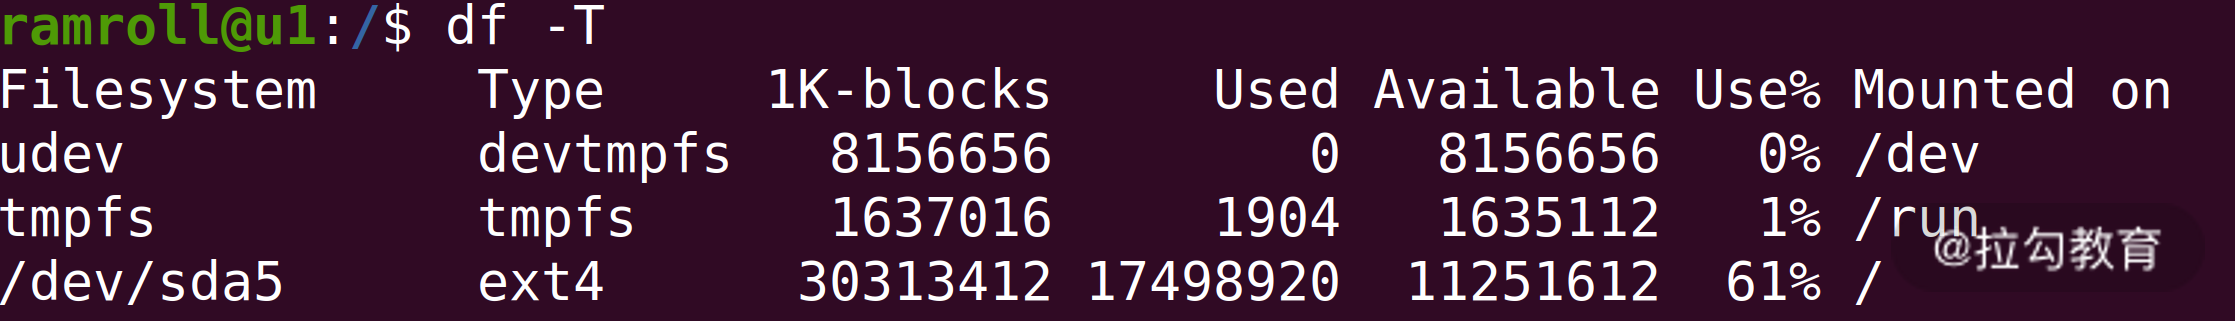 ramroll@u1:/$ df -T
Filesystem     Type     1K-blocks     Used Available Use% Mounted on
udev           devtmpfs   8156656        0   8156656   0% /dev
tmpfs          tmpfs      1637016     1904   1635112   1% /run
/dev/sda5      ext4      30313412 17498920  11251612  61% /
@拉勾教育